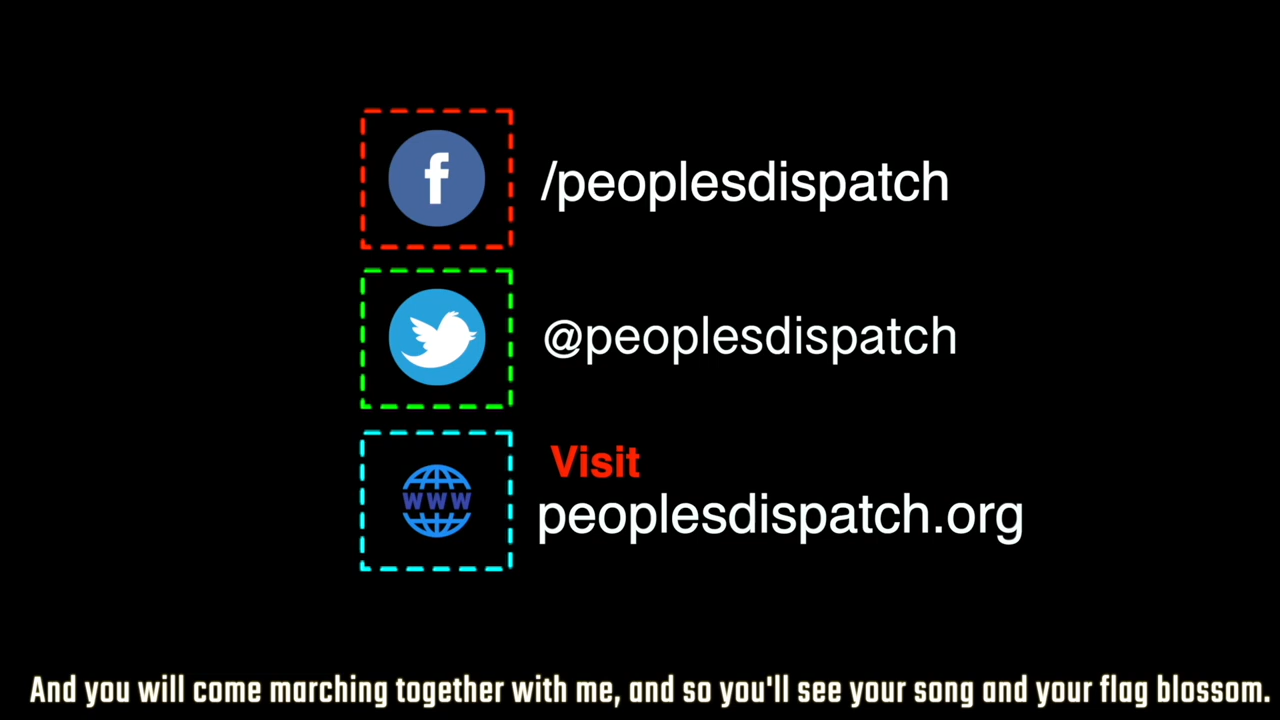 f
/peoplesdispatch
@peoplesdispatch
Visit
WWW
peoplesdispatch.org
And you will come marching together with me, and so you'll see your song and your flag blossom.